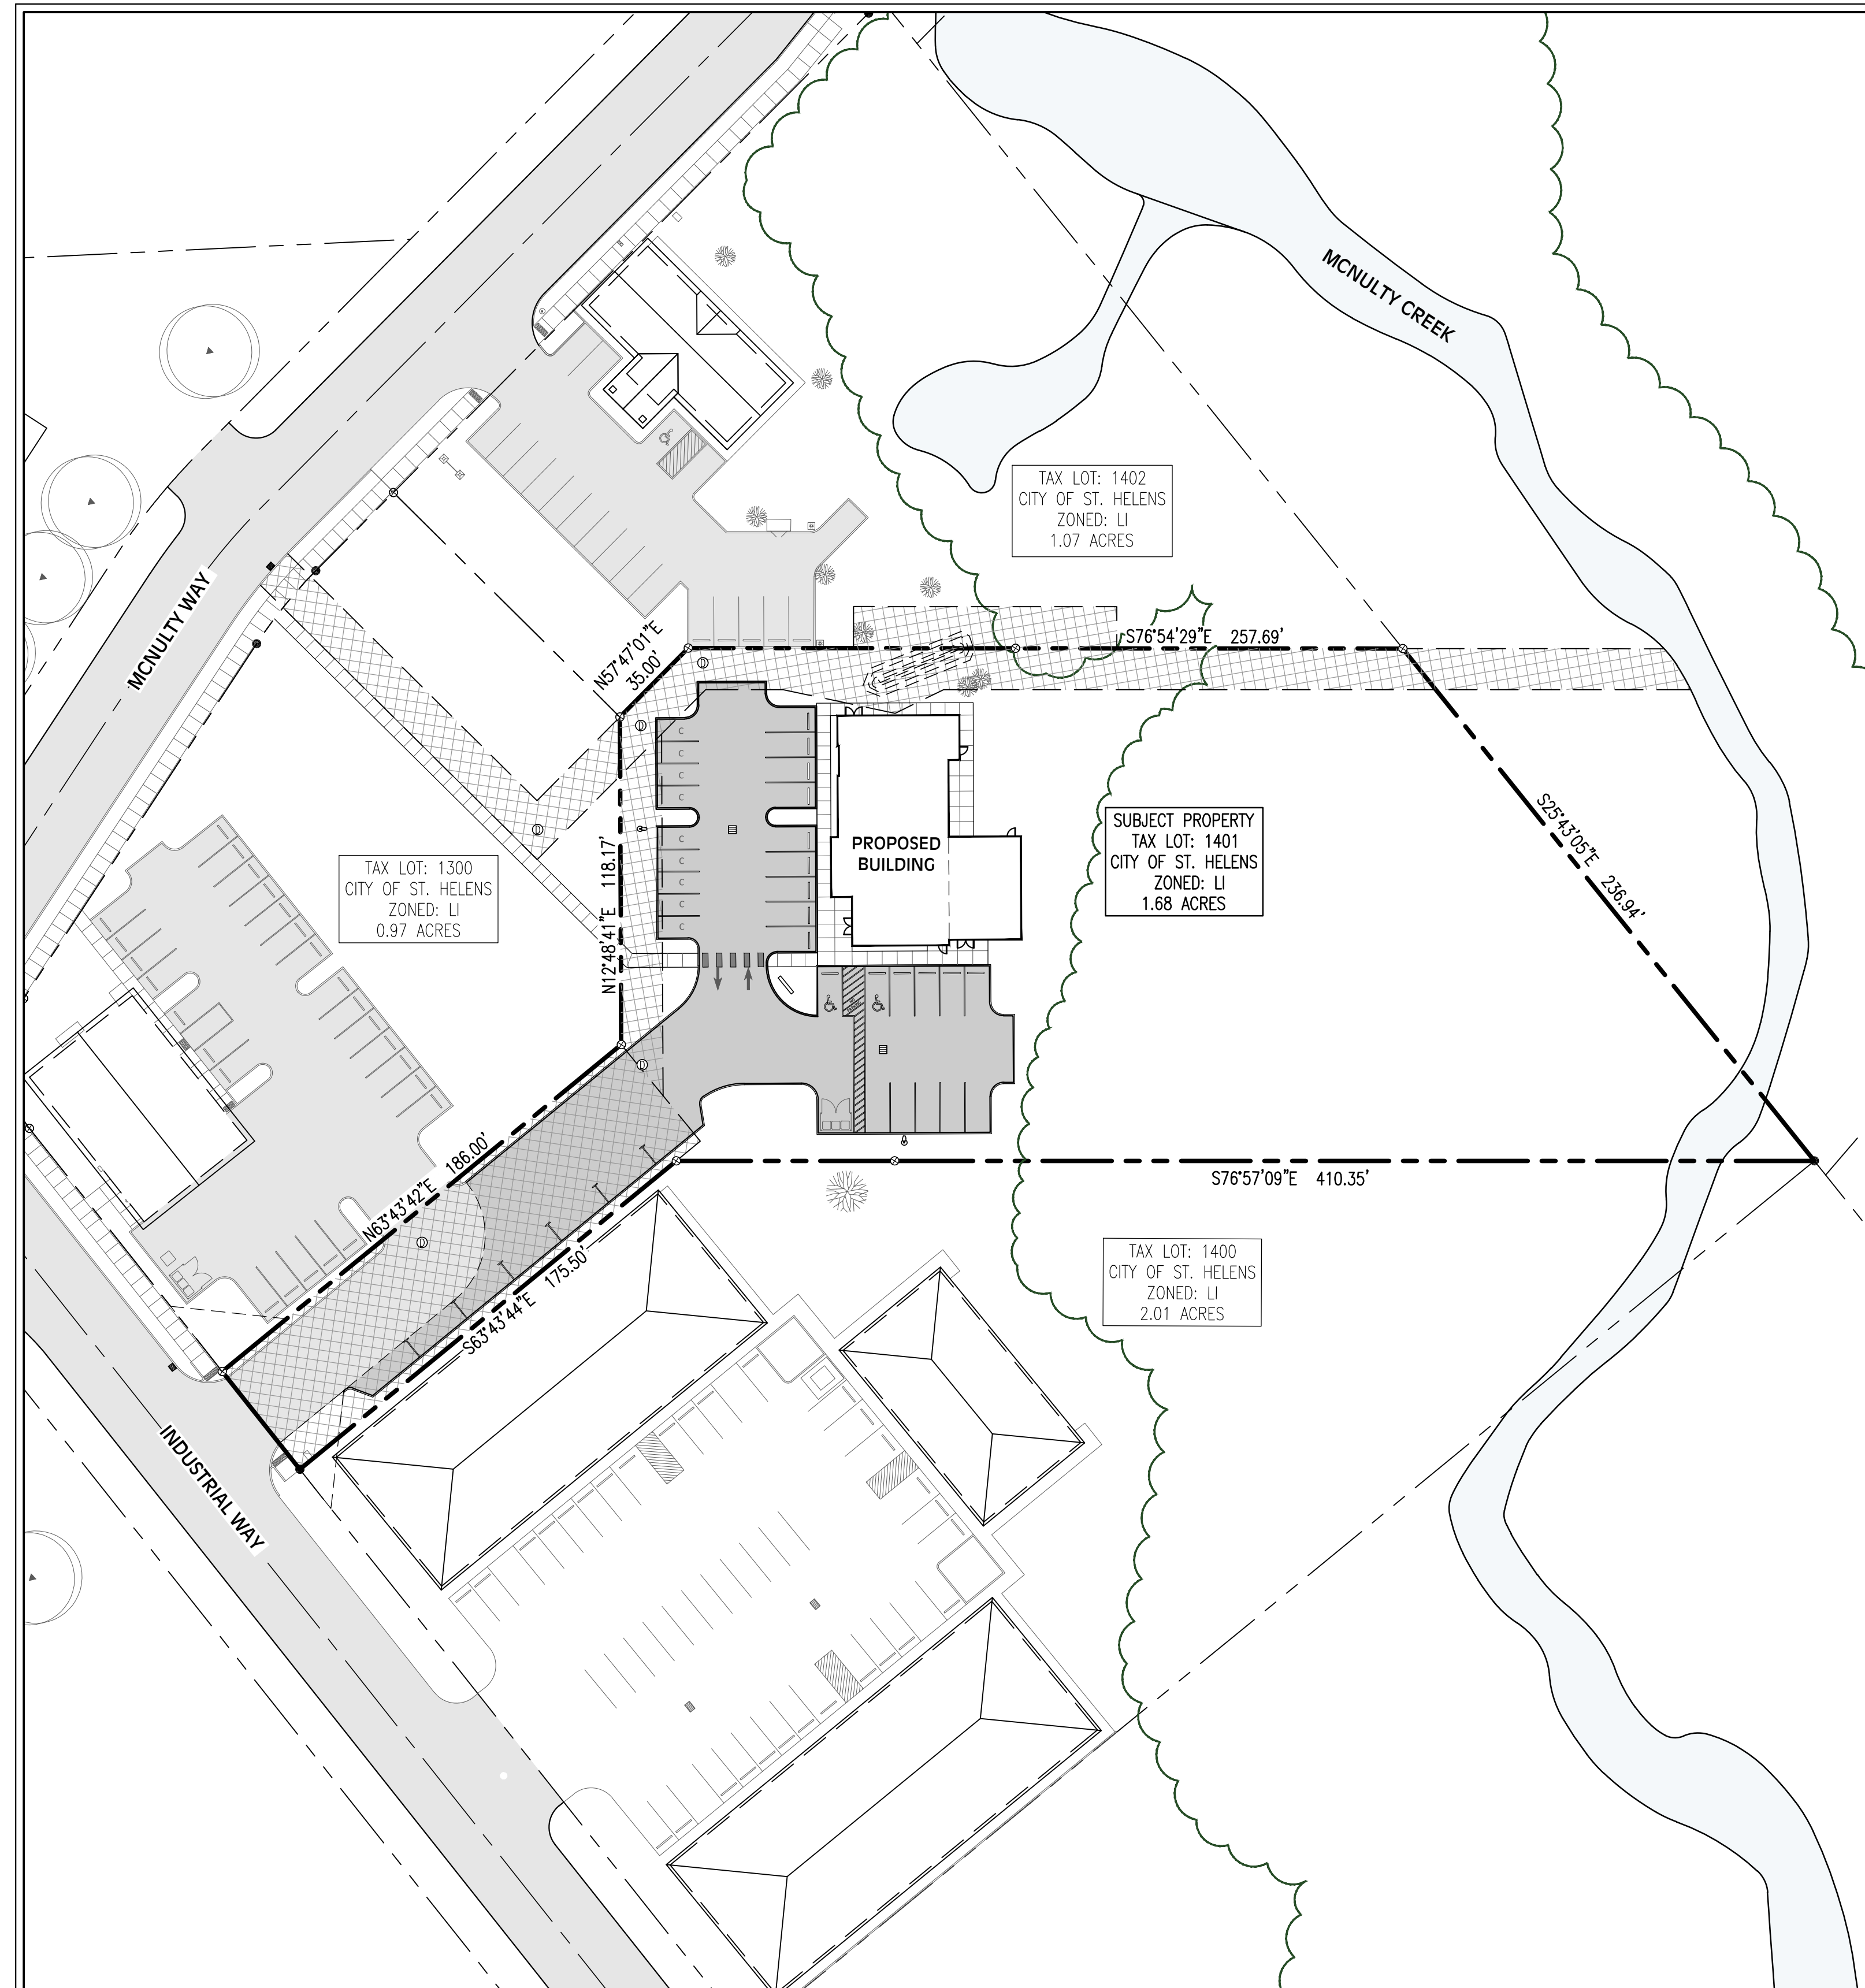 MCNULTY CREEK
TAX LOT: 1402
CITY OF ST. HELENS
ZONED: LI
1.07 ACRES
MCNULTY WAY
N57°47'01"E
35.00'
S76°54'29"E 257.69'
PROPOSED
BUILDING
SUBJECT PROPERTY
TAX LOT: 1401
CITY OF ST. HELENS
ZONED: LI
1.68 ACRES
S25°43'05"E 236.94'
TAX LOT: 1300
CITY OF ST. HELENS
ZONED: LI
0.97 ACRES
N12°48'41"E 118.17'
C
C
C
C
C
C
C
C
C
N63°43'42"E 186.00'
S63°43'44"E 175.50'
S76°57'09"E 410.35'
TAX LOT: 1400
CITY OF ST. HELENS
ZONED: LI
2.01 ACRES
INDUSTRIAL WAY